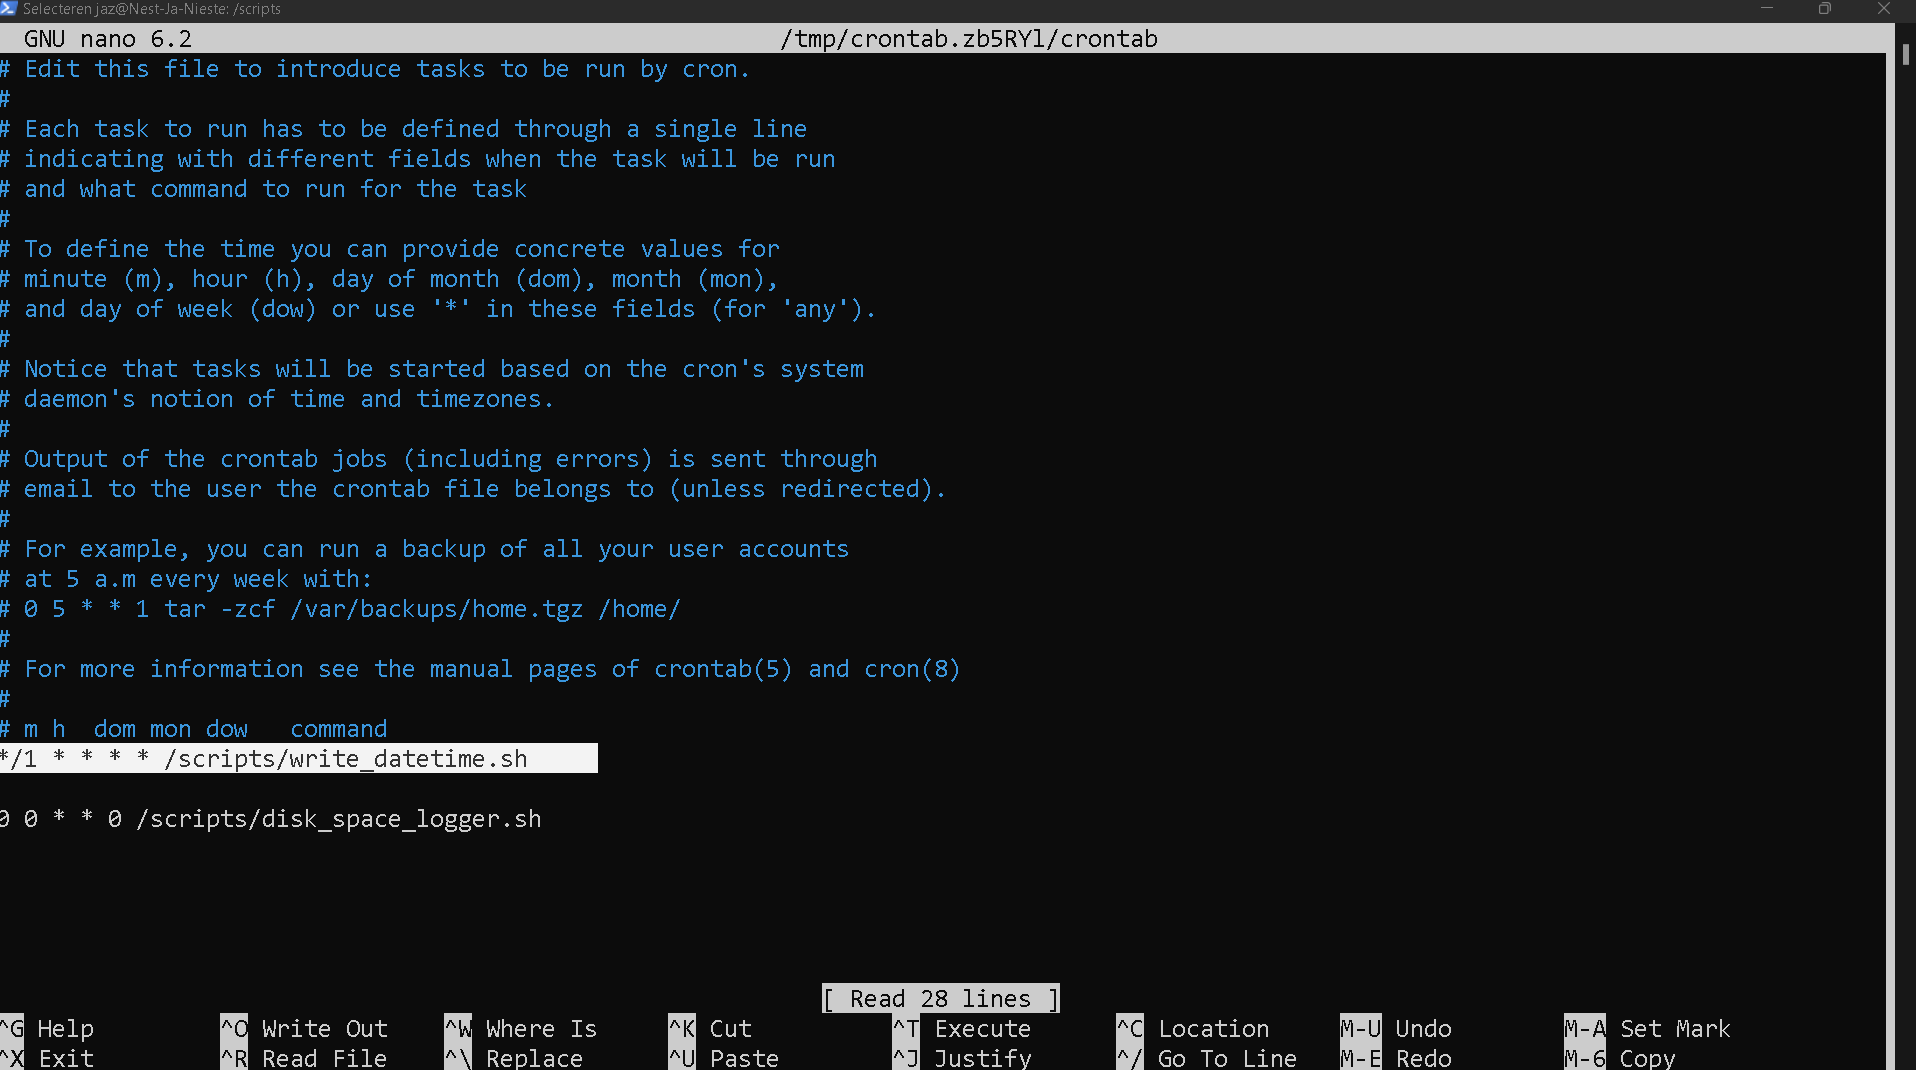 Selecteren jaz@Nest-Ja-Nieste: /scripts
GNU nano 6.2 /tmp/crontab.zb5RYl/crontab
# Edit this file to introduce tasks to be run by cron.
#
# Each task to run has to be defined through a single line
# indicating with different fields when the task will be run
# and what command to run for the task
#
# To define the time you can provide concrete values for
# minute (m), hour (h), day of month (dom), month (mon),
# and day of week (dow) or use '*' in these fields (for 'any').
#
# Notice that tasks will be started based on the cron's system
# daemon's notion of time and timezones.
#
# Output of the crontab jobs (including errors) is sent through
# email to the user the crontab file belongs to (unless redirected).
#
# For example, you can run a backup of all your user accounts
# at 5 a.m every week with:
# 0 5 * * 1 tar -zcf /var/backups/home.tgz /home/
#
# For more information see the manual pages of crontab(5) and cron(8)
#
# m h  dom mon dow   command
*/1 * * * * /scripts/write_datetime.sh
0 0 * * 0 /scripts/disk_space_logger.sh
[ Read 28 lines ]
^G Help ^O Write Out ^W Where Is ^K Cut ^T Execute ^C Location M-U Undo M-A Set Mark
^X Exit ^R Read File ^\ Replace ^U Paste ^J Justify ^/ Go To Line M-E Redo M-6 Copy